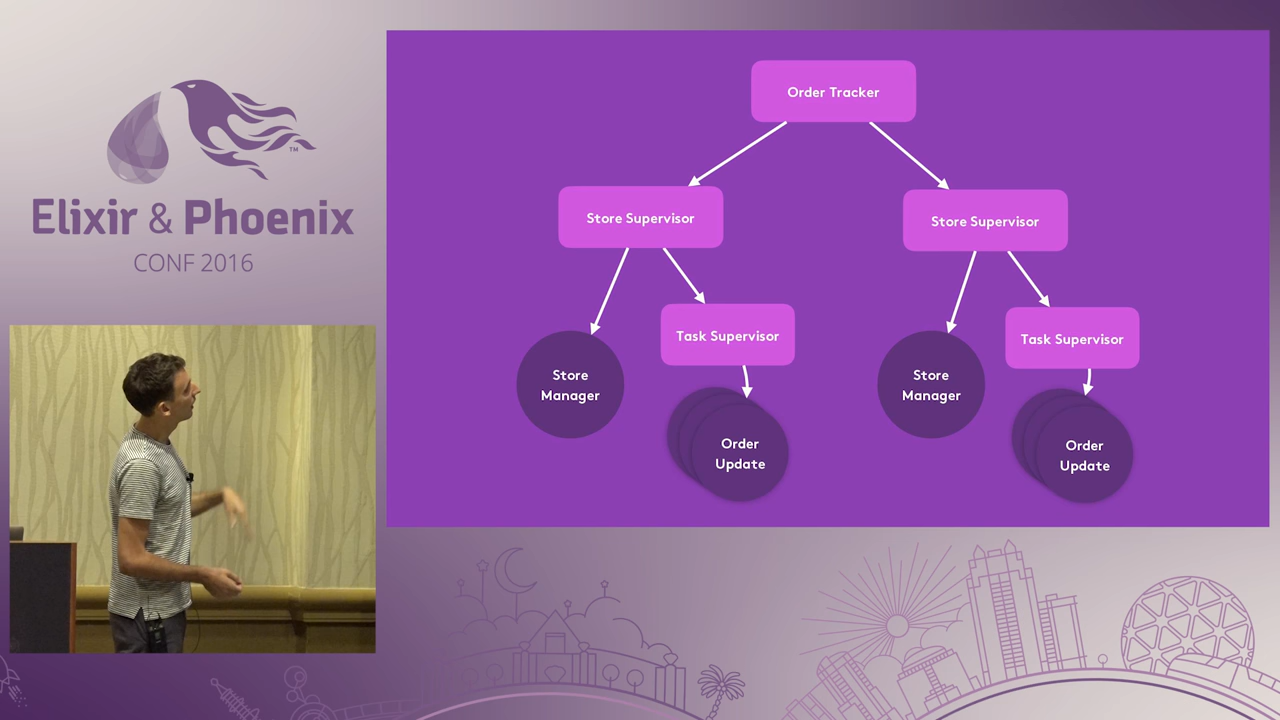 Elixir & Phoenix
™
CONF 2016
Order Tracker
Store Supervisor
Store Supervisor
Task Supervisor
Task Supervisor
Store
Manager
Order
Update
Store
Manager
Order
Update